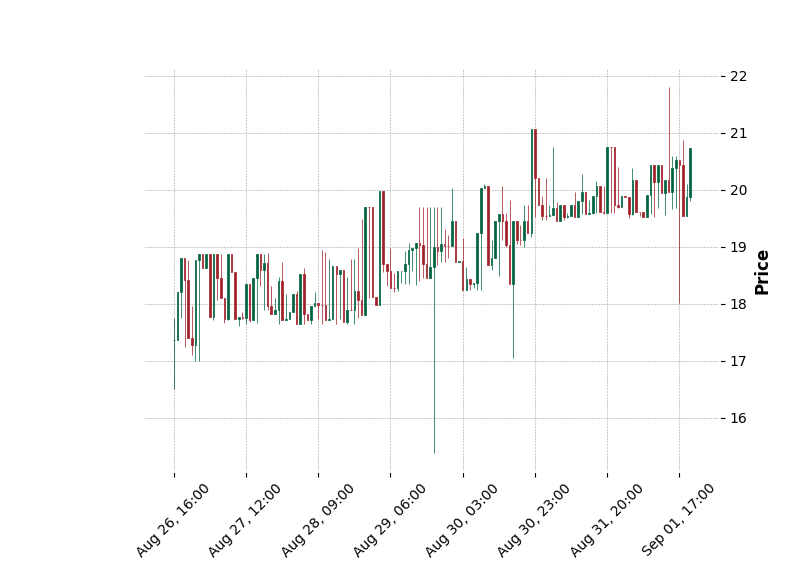 22
21
20
19
18
17
16
Price
Aug 26, 16:00
Aug 27, 12:00
Aug 28, 09:00
Aug 29, 06:00
Aug 30, 03:00
Aug 30, 23:00
Aug 31, 20:00
Sep 01, 17:00